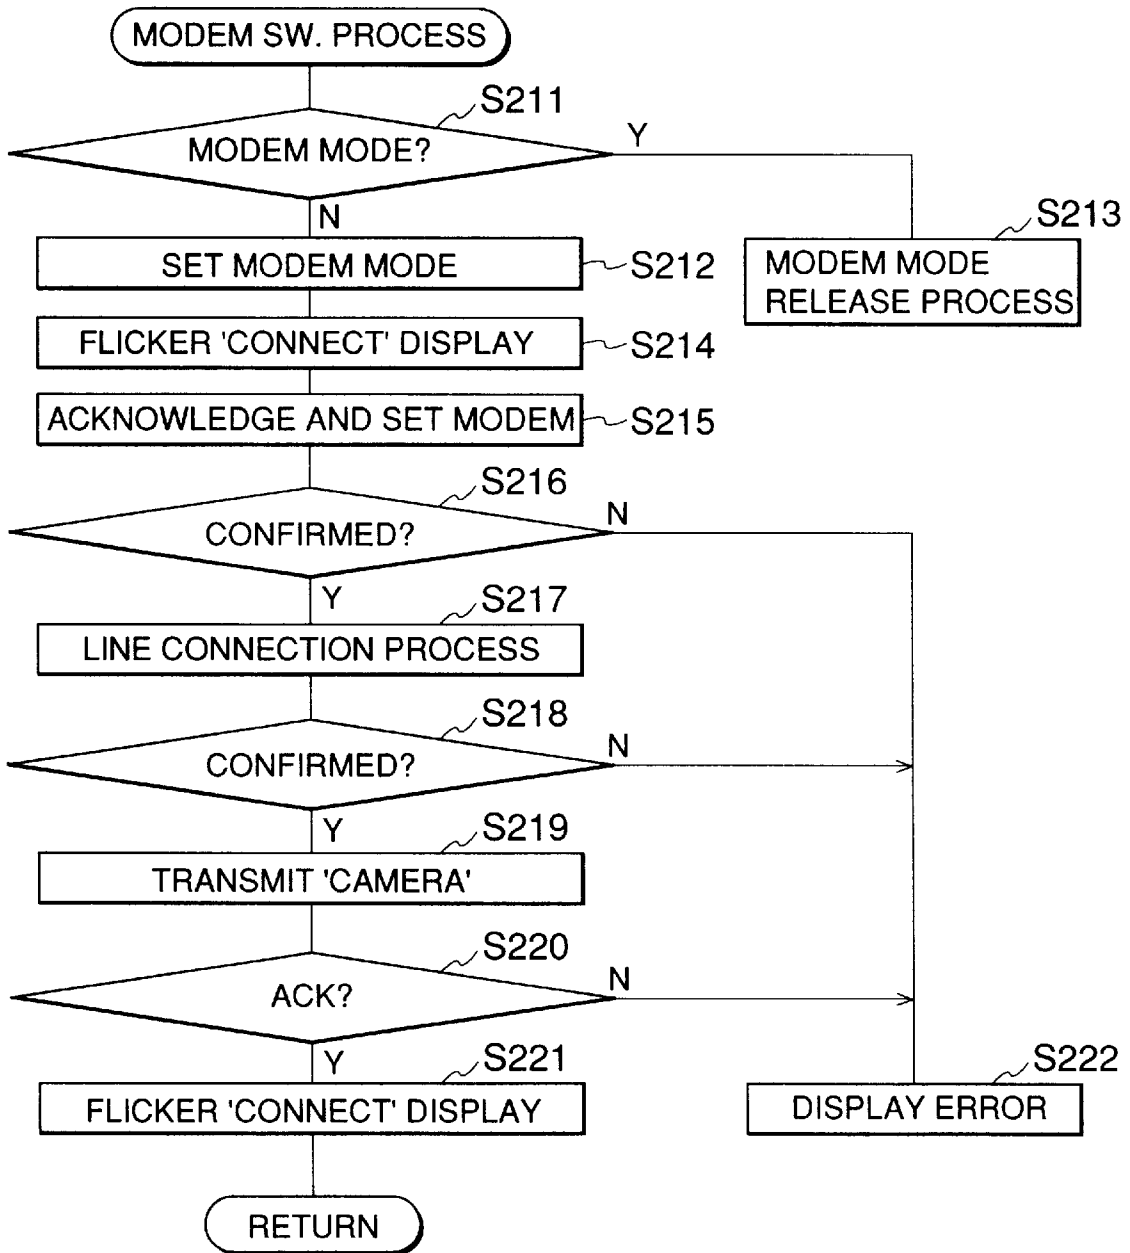 MODEM SW. PROCESS
S211
MODEM MODE?
Y
N
S213
SET MODEM MODE
S212
MODEM MODE
RELEASE PROCESS
FLICKER 'CONNECT' DISPLAY
S214
ACKNOWLEDGE AND SET MODEM
S215
S216
CONFIRMED?
N
Y
S217
LINE CONNECTION PROCESS
S218
CONFIRMED?
N
Y
S219
TRANSMIT 'CAMERA'
S220
ACK?
N
Y
S221
FLICKER 'CONNECT' DISPLAY
S222
DISPLAY ERROR
RETURN